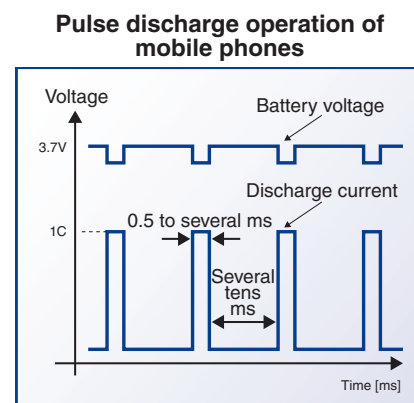 Pulse discharge operation of
mobile phones
Voltage
Battery voltage
3.7V
Discharge current
1C
0.5 to several ms
Several
tens
ms
Time [ms]